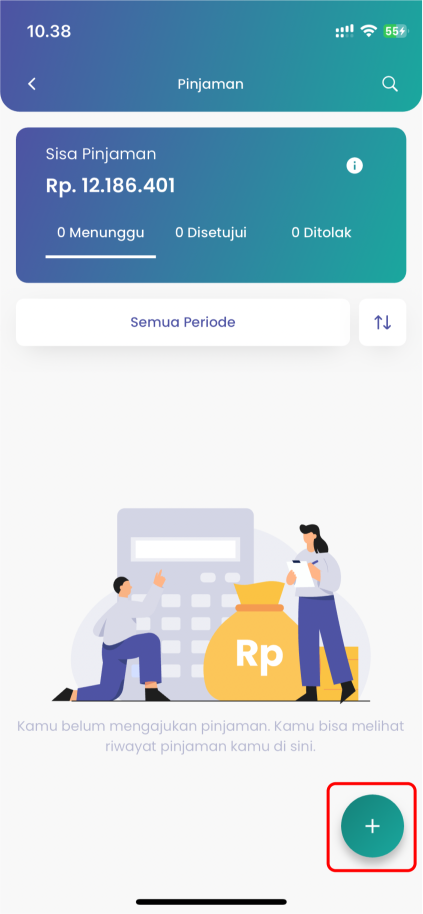 10.38
55
Pinjaman
Sisa Pinjaman
Rp. 12.186.401
0 Menunggu 0 Disetujui 0 Ditolak
Semua Periode
Rp
Kamu belum mengajukan pinjaman. Kamu bisa melihat
riwayat pinjaman kamu di sini.